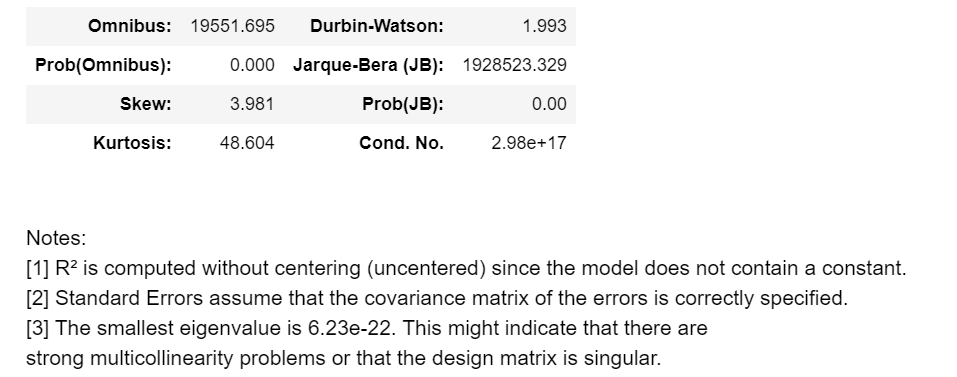 Omnibus: 19551.695 Durbin-Watson: 1.993
Prob(Omnibus): 0.000 Jarque-Bera (JB): 1928523.329
Skew: 3.981 Prob(JB): 0.00
Kurtosis: 48.604 Cond. No. 2.98e+17
Notes:
[1] R² is computed without centering (uncentered) since the model does not contain a constant.
[2] Standard Errors assume that the covariance matrix of the errors is correctly specified.
[3] The smallest eigenvalue is 6.23e-22. This might indicate that there are
strong multicollinearity problems or that the design matrix is singular.